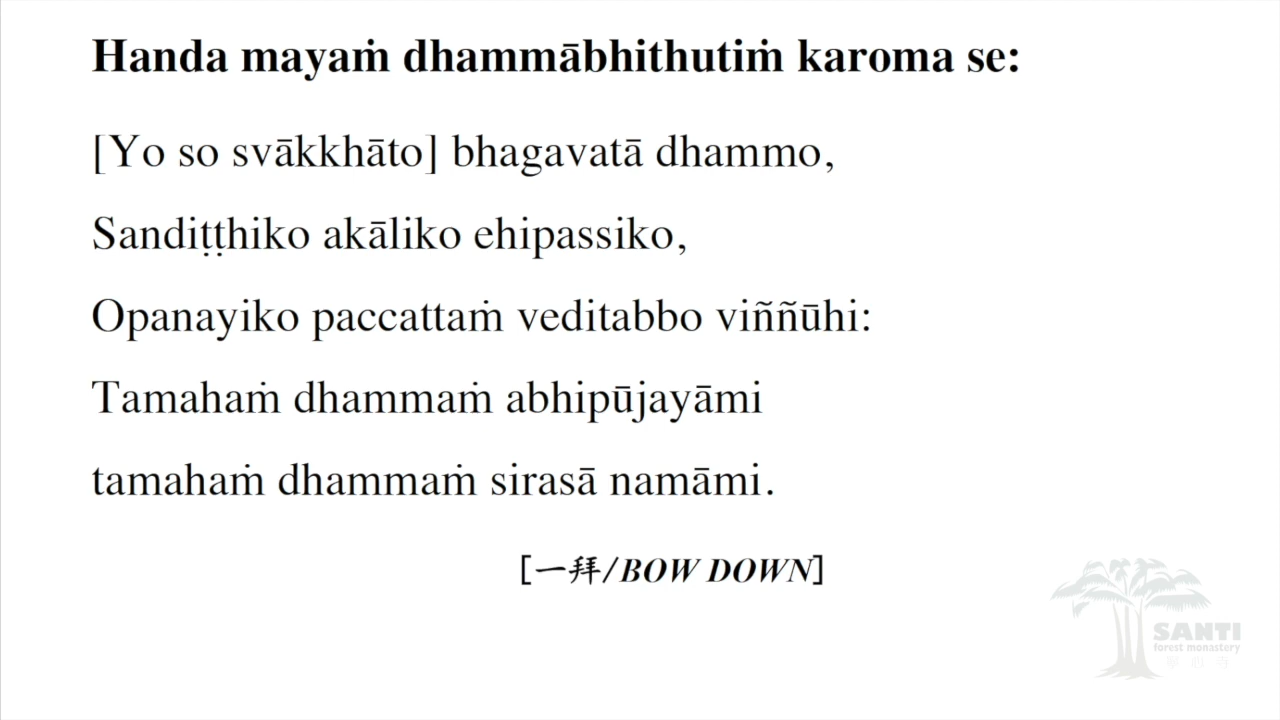 Handa mayaṁ dhammābhithutiṁ karoma se:
[Yo so svākkhāto] bhagavatā dhammo,
Sandiṭṭhiko akāliko ehipassiko,
Opanayiko paccattaṁ veditabbo viññūhi:
Tamahaṁ dhammaṁ abhipūjayāmi
tamahaṁ dhammaṁ sirasā namāmi.
[一拜/BOW DOWN]
SANTI
forest monastery